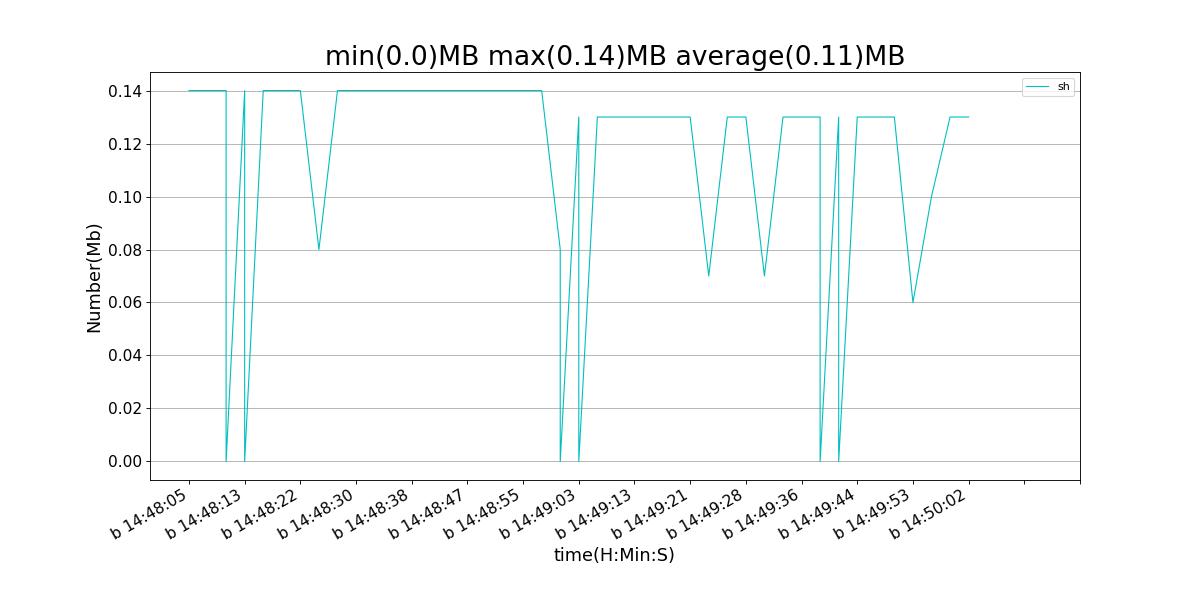 min(0.0)MB max(0.14)MB average(0.11)MB
sh
0.14
0.12
0.10
0.08
0.06
0.04
0.02
0.00
Number(Mb)
b 14:48:05
b 14:48:13
b 14:48:22
b 14:48:30
b 14:48:38
b 14:48:47
b 14:48:55
b 14:49:03
b 14:49:13
b 14:49:21
b 14:49:28
b 14:49:36
b 14:49:44
b 14:49:53
b 14:50:02
time(H:Min:S)